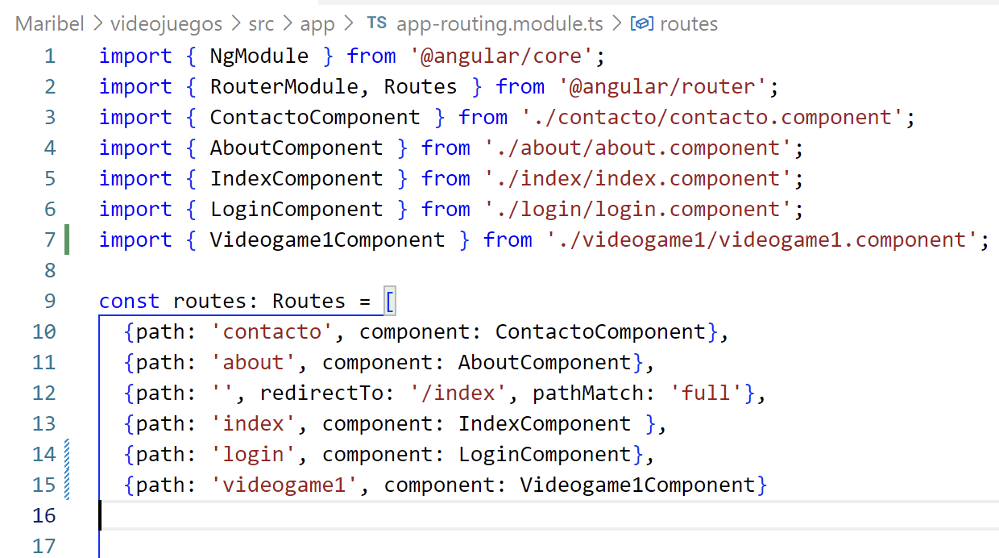 Maribel > videojuegos > src > app > TS app-routing.module.ts > routes
1 import { NgModule } from '@angular/core';
2 import { RouterModule, Routes } from '@angular/router';
3 import { ContactoComponent } from './contacto/contacto.component';
4 import { AboutComponent } from './about/about.component';
5 import { IndexComponent } from './index/index.component';
6 import { LoginComponent } from './login/login.component';
7 import { Videogame1Component } from './videogame1/videogame1.component';
8
9 const routes: Routes = [
10   {path: 'contacto', component: ContactoComponent},
11   {path: 'about', component: AboutComponent},
12   {path: '', redirectTo: '/index', pathMatch: 'full'},
13   {path: 'index', component: IndexComponent },
14   {path: 'login', component: LoginComponent},
15   {path: 'videogame1', component: Videogame1Component}
16
17